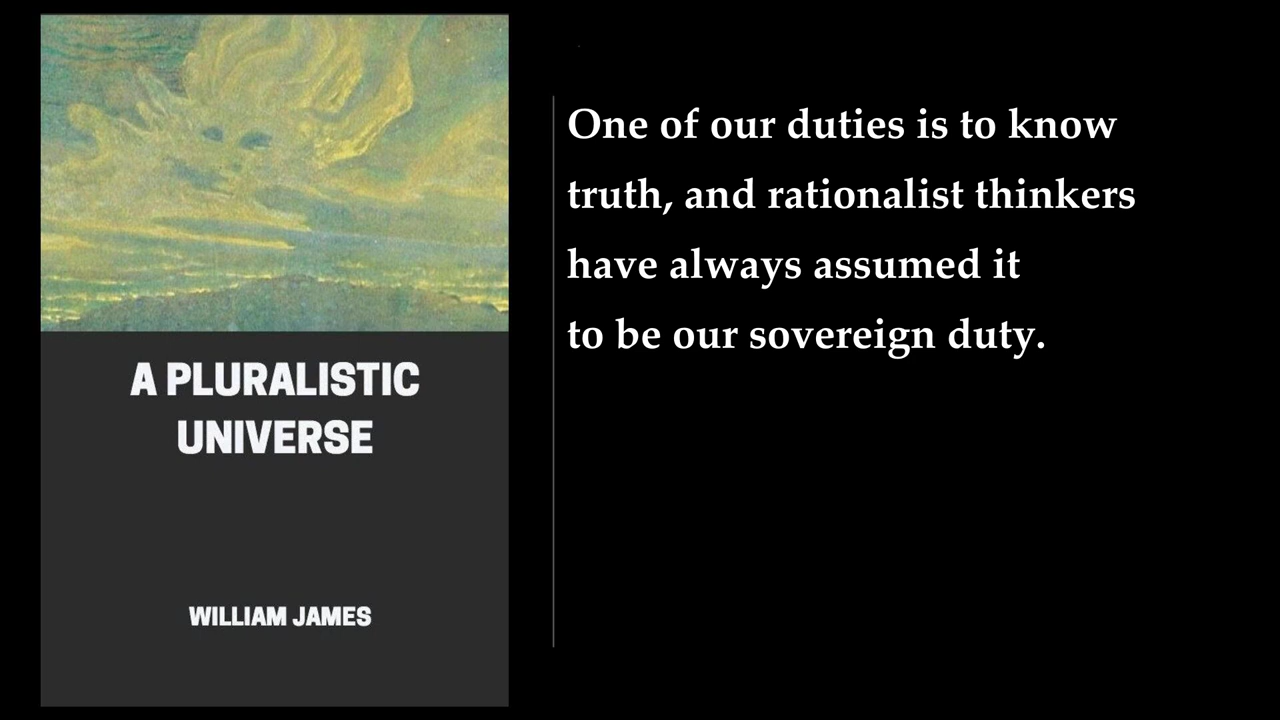 A PLURALISTIC
UNIVERSE
WILLIAM JAMES
One of our duties is to know
truth, and rationalist thinkers
have always assumed it
to be our sovereign duty.